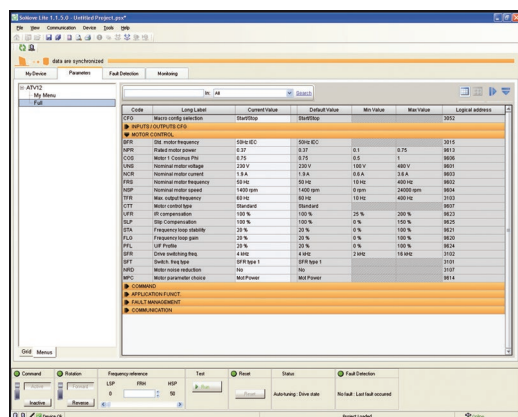 SoMove Lite 1.1.5.0 - Untitled Project.psx*
File View Communication Device Tools Help
data are synchronized
My Device Parameters Fault Detection Monitoring
ATV12
My Menu
Full
In: All Search
Code Long Label Current Value Default Value Min Value Max Value Logical address
CFG Macro config selection Start/Stop Start/Stop 3052
INPUTS / OUTPUTS CFG
MOTOR CONTROL
BFR Std. motor frequency 50Hz IEC 50Hz IEC 3015
NPR Rated motor power 0.37 0.37 0.1 0.75 9613
COS Motor 1 Cosinus Phi 0.75 0.5 1 9606
UNS Nominal motor voltage 230 V 230 V 100 V 480 V 9601
NCR Nominal motor current 1.9 A 1.9 A 0.6 A 3.6 A 9603
FRS Nominal motor frequency 50 Hz 50 Hz 10 Hz 400 Hz 9602
NSP Nominal motor speed 1400 rpm 1400 rpm 0 rpm 24000 rpm 9604
TFR Max. output frequency 60 Hz 60 Hz 10 Hz 400 Hz 3103
CTT Motor control type Standard Standard 9607
UFR IR compensation 100 % 100 % 25 % 200 % 9623
SLP Slip Compensation 100 % 100 % 0 % 150 % 9625
STA Frequency loop stability 20 % 20 % 0 % 100 % 9621
FLG Frequency loop gain 20 % 20 % 0 % 100 % 9620
PFL U/F Profile 20 % 20 % 0 % 100 % 9624
SFR Drive switching freq. 4 kHz 4 kHz 2 kHz 16 kHz 3102
SFT Switch. freq type SFR type 1 SFR type 1 3101
NRD Motor noise reduction No No 3107
MPC Motor parameter choice Mot Power Mot Power 9614
COMMAND
APPLICATION FUNCT.
FAULT MANAGEMENT
COMMUNICATION
Grid Menus
Command Rotation Frequency reference Test Reset Status Fault Detection
Active Forward LSP FRH HSP Run
0 50 Reset Autotuning : Drive state No fault : Last fault occurred
Inactive Reverse
Project Loaded